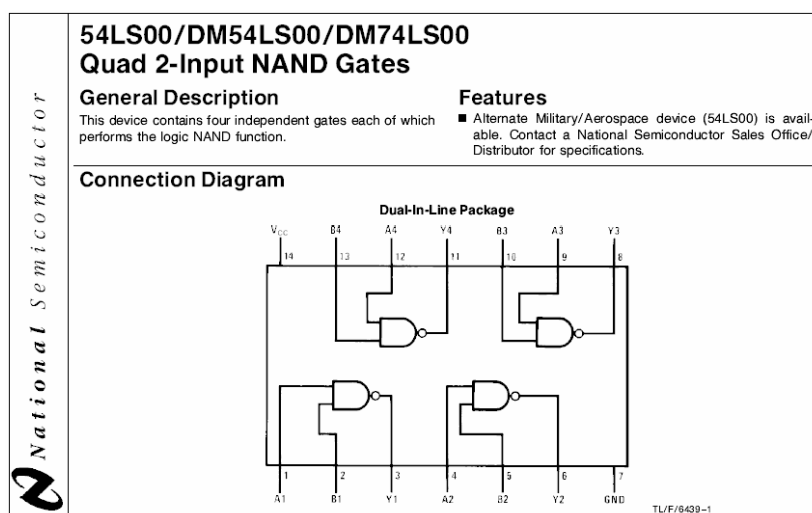 National Semiconductor
54LS00/DM54LS00/DM74LS00
Quad 2-Input NAND Gates
General Description
This device contains four independent gates each of which
performs the logic NAND function.
Features
■ Alternate Military/Aerospace device (54LS00) is avail-
able. Contact a National Semiconductor Sales Office/
Distributor for specifications.
Connection Diagram
Dual-In-Line Package
VCC B4 A4 Y4 B3 A3 Y3
14 13 12 11 10 9 8
1 2 3 4 5 6 7
A1 B1 Y1 A2 B2 Y2 GND
TL/F/6439-1